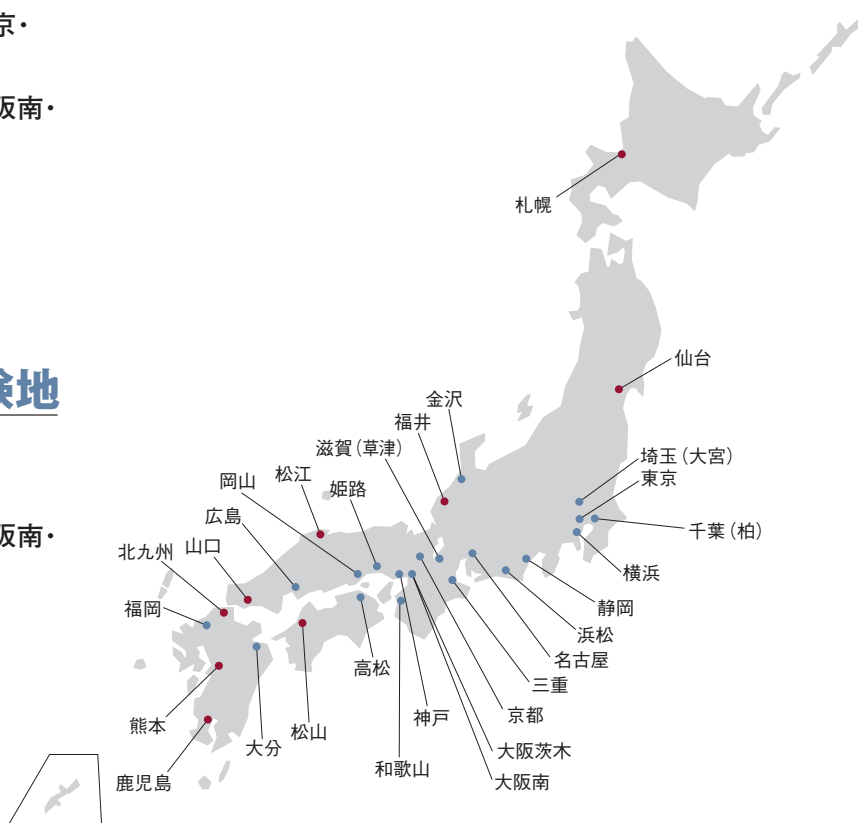 京・
阪南・
験地
阪南・
札幌
仙台
金沢
福井
滋賀（草津）
埼玉（大宮）
東京
千葉（柏）
横浜
静岡
浜松
名古屋
三重
京都
大阪茨木
大阪南
神戸
和歌山
高松
姫路
松江
岡山
広島
山口
北九州
福岡
熊本
鹿児島
大分
松山